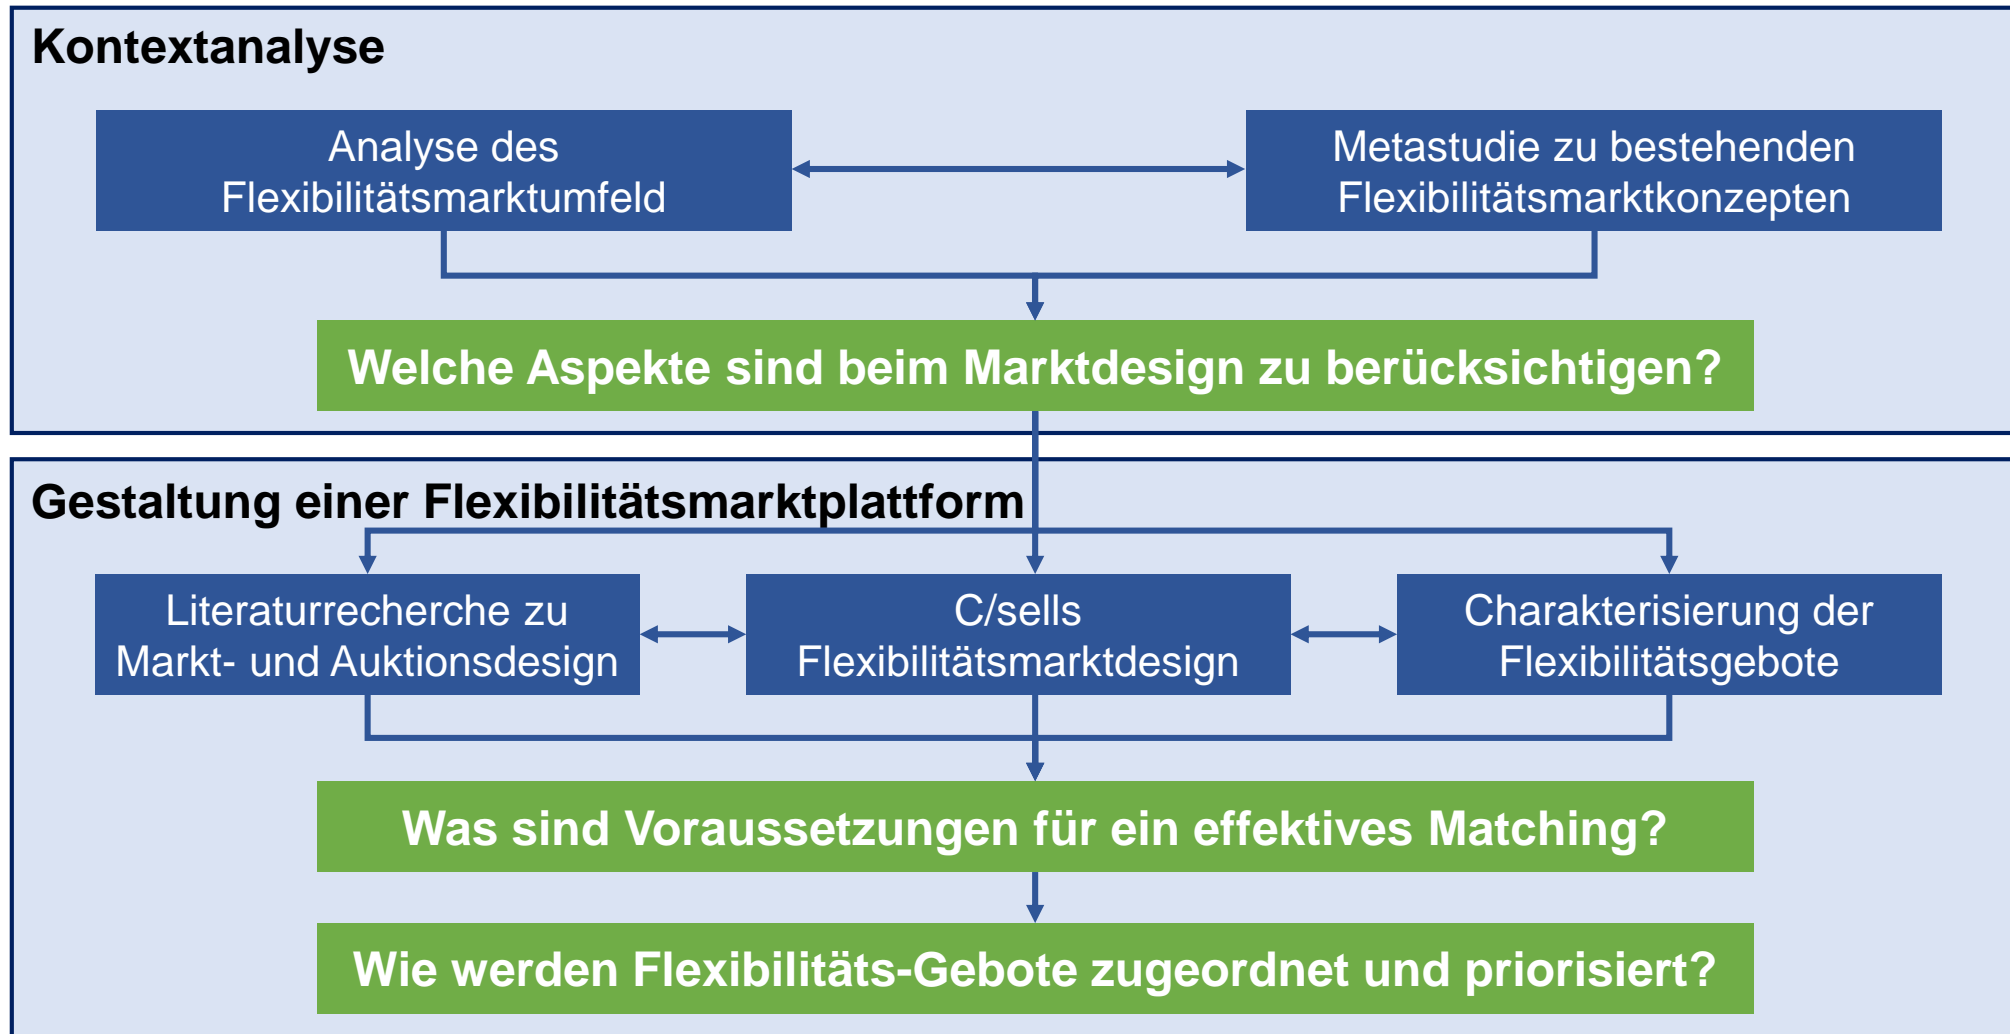 Kontextanalyse
Analyse des
Flexibilitätsmarktumfeld
Metastudie zu bestehenden
Flexibilitätsmarktkonzepten
Welche Aspekte sind beim Marktdesign zu berücksichtigen?
Gestaltung einer Flexibilitätsmarktplattform
Literaturrecherche zu
Markt- und Auktionsdesign
C/sells
Flexibilitätsmarktdesign
Charakterisierung der
Flexibilitätsgebote
Was sind Voraussetzungen für ein effektives Matching?
Wie werden Flexibilitäts-Gebote zugeordnet und priorisiert?